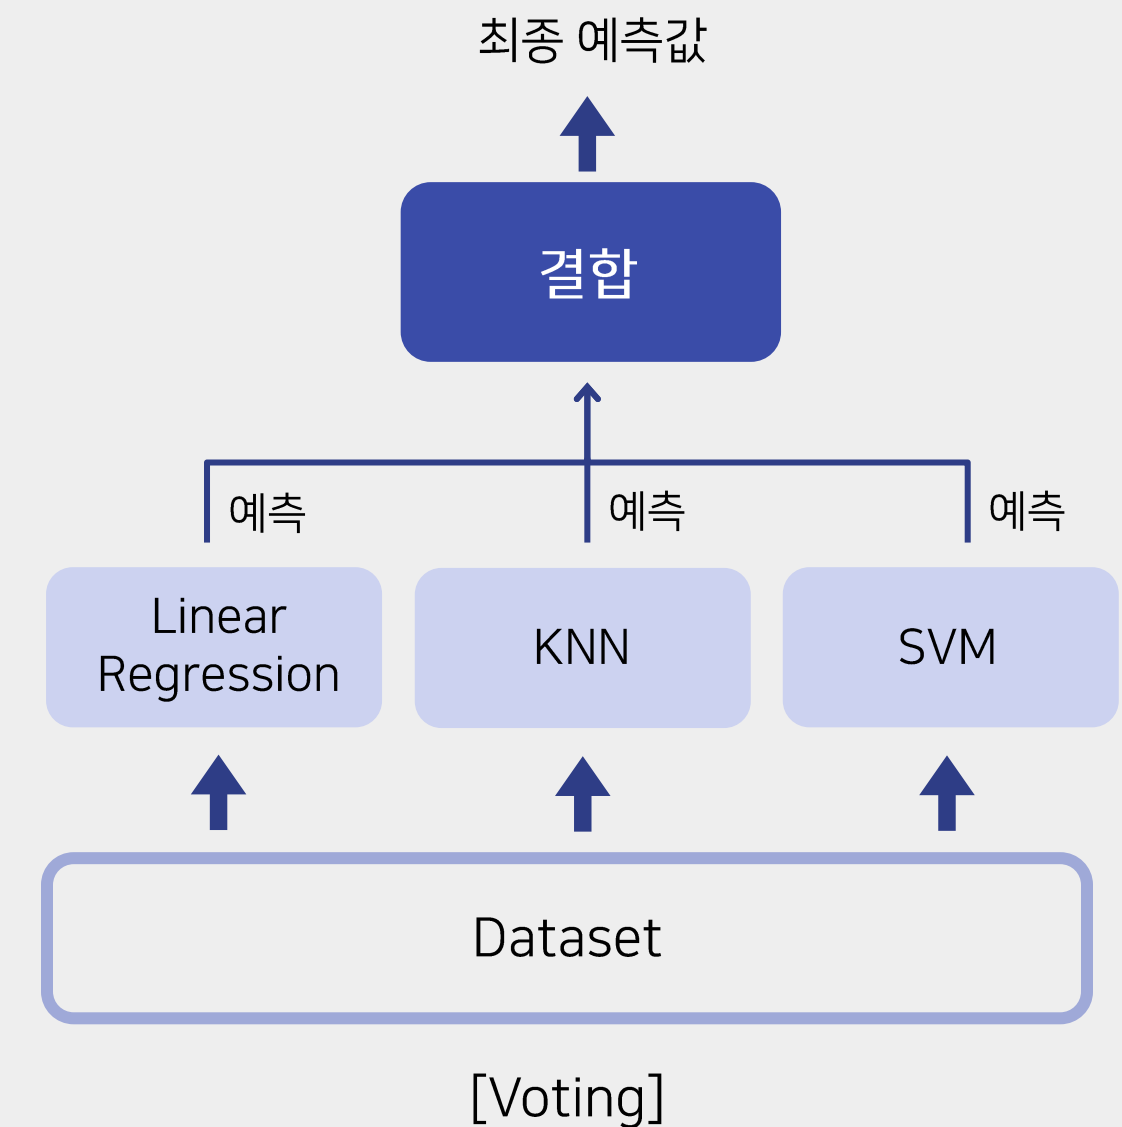 최종 예측값
결합
예측
예측
예측
Linear
Regression
KNN
SVM
Dataset
[Voting]